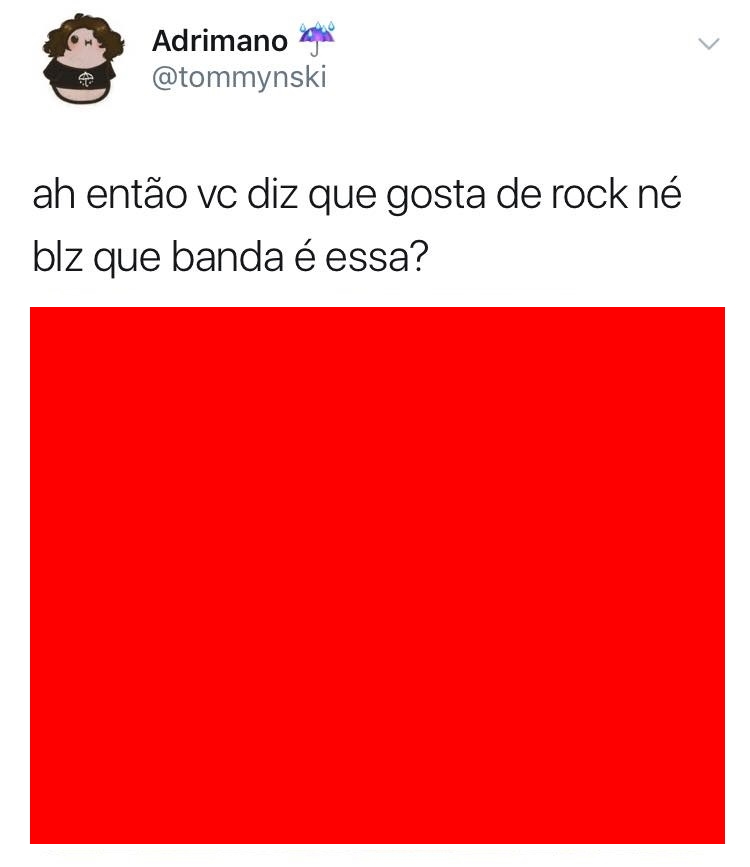 Adrimano ☔
@tommynski
ah então vc diz que gosta de rock né
blz que banda é essa?